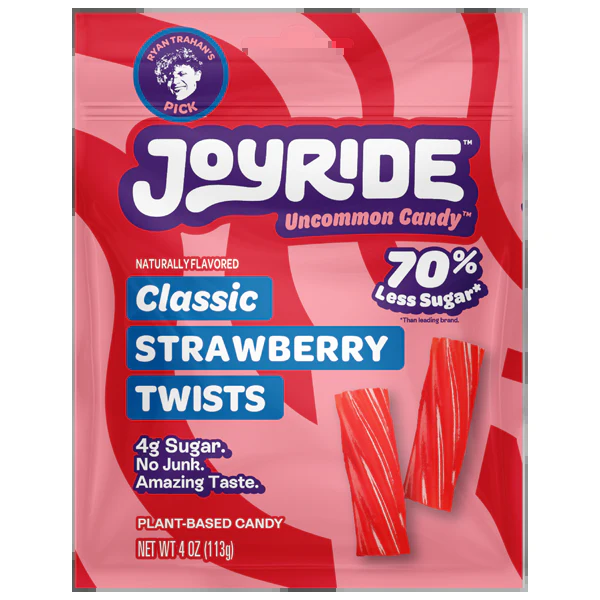 RYAN TRAHAN'S
PICK
JOYRIDE™
Uncommon Candy™
NATURALLY FLAVORED
Classic
STRAWBERRY
TWISTS
70%
Less Sugar*
*Than leading brand.
4g Sugar.
No Junk.
Amazing Taste.
PLANT-BASED CANDY
NET WT 4 OZ (113g)